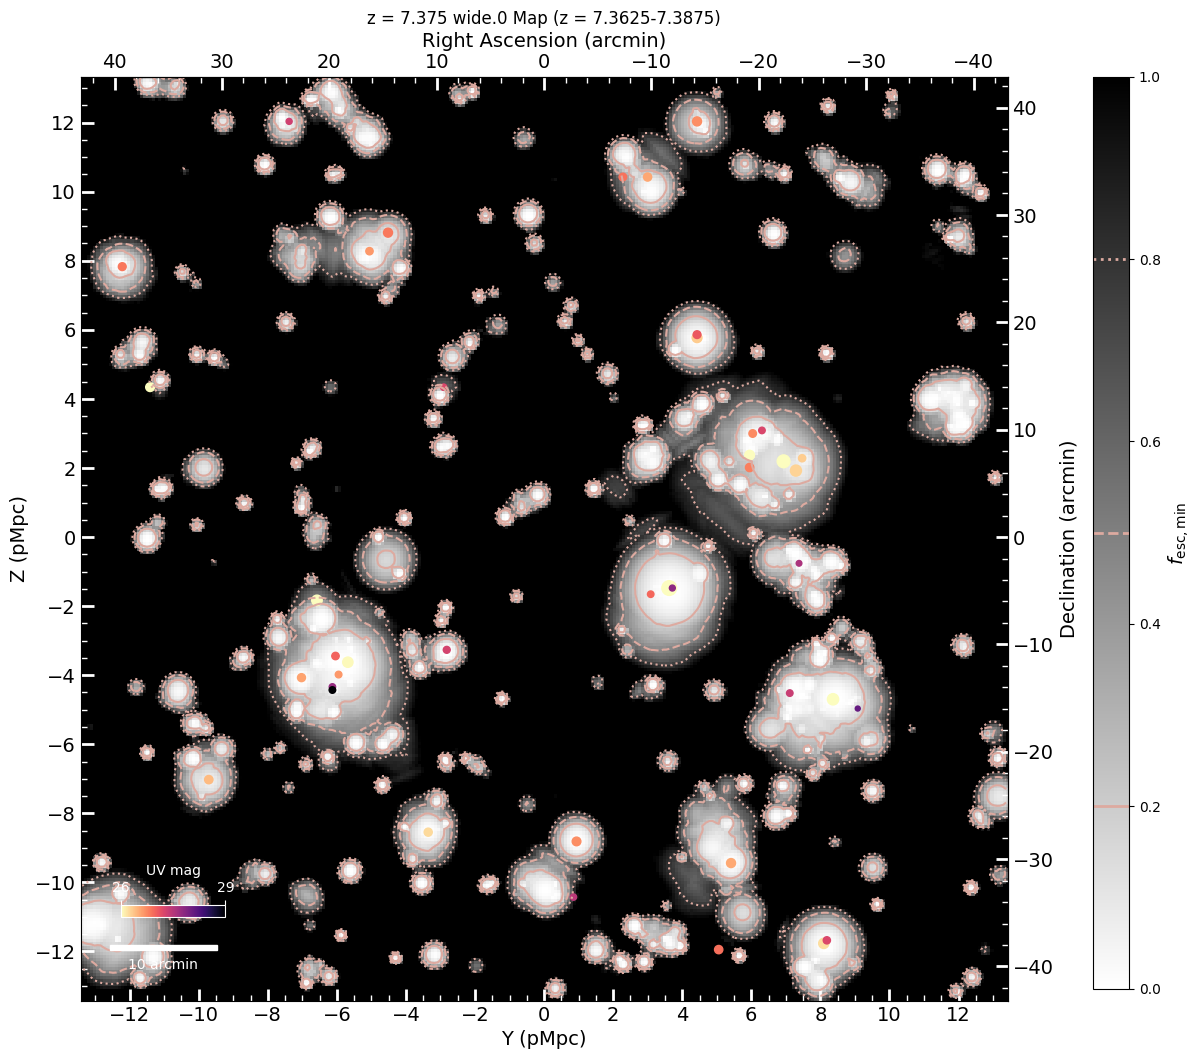 z = 7.375 wide.0 Map (z = 7.3625-7.3875)
Right Ascension (arcmin)
40 30 20 10 0 −10 −20 −30 −40
12
10
8
6
4
2
0
−2
−4
−6
−8
−10
−12
Z (pMpc)
40
30
20
10
0
−10
−20
−30
−40
Declination (arcmin)
1.0
0.8
0.6
0.4
0.2
0.0
fesc,min
UV mag
26 29
10 arcmin
−12 −10 −8 −6 −4 −2 0 2 4 6 8 10 12
Y (pMpc)